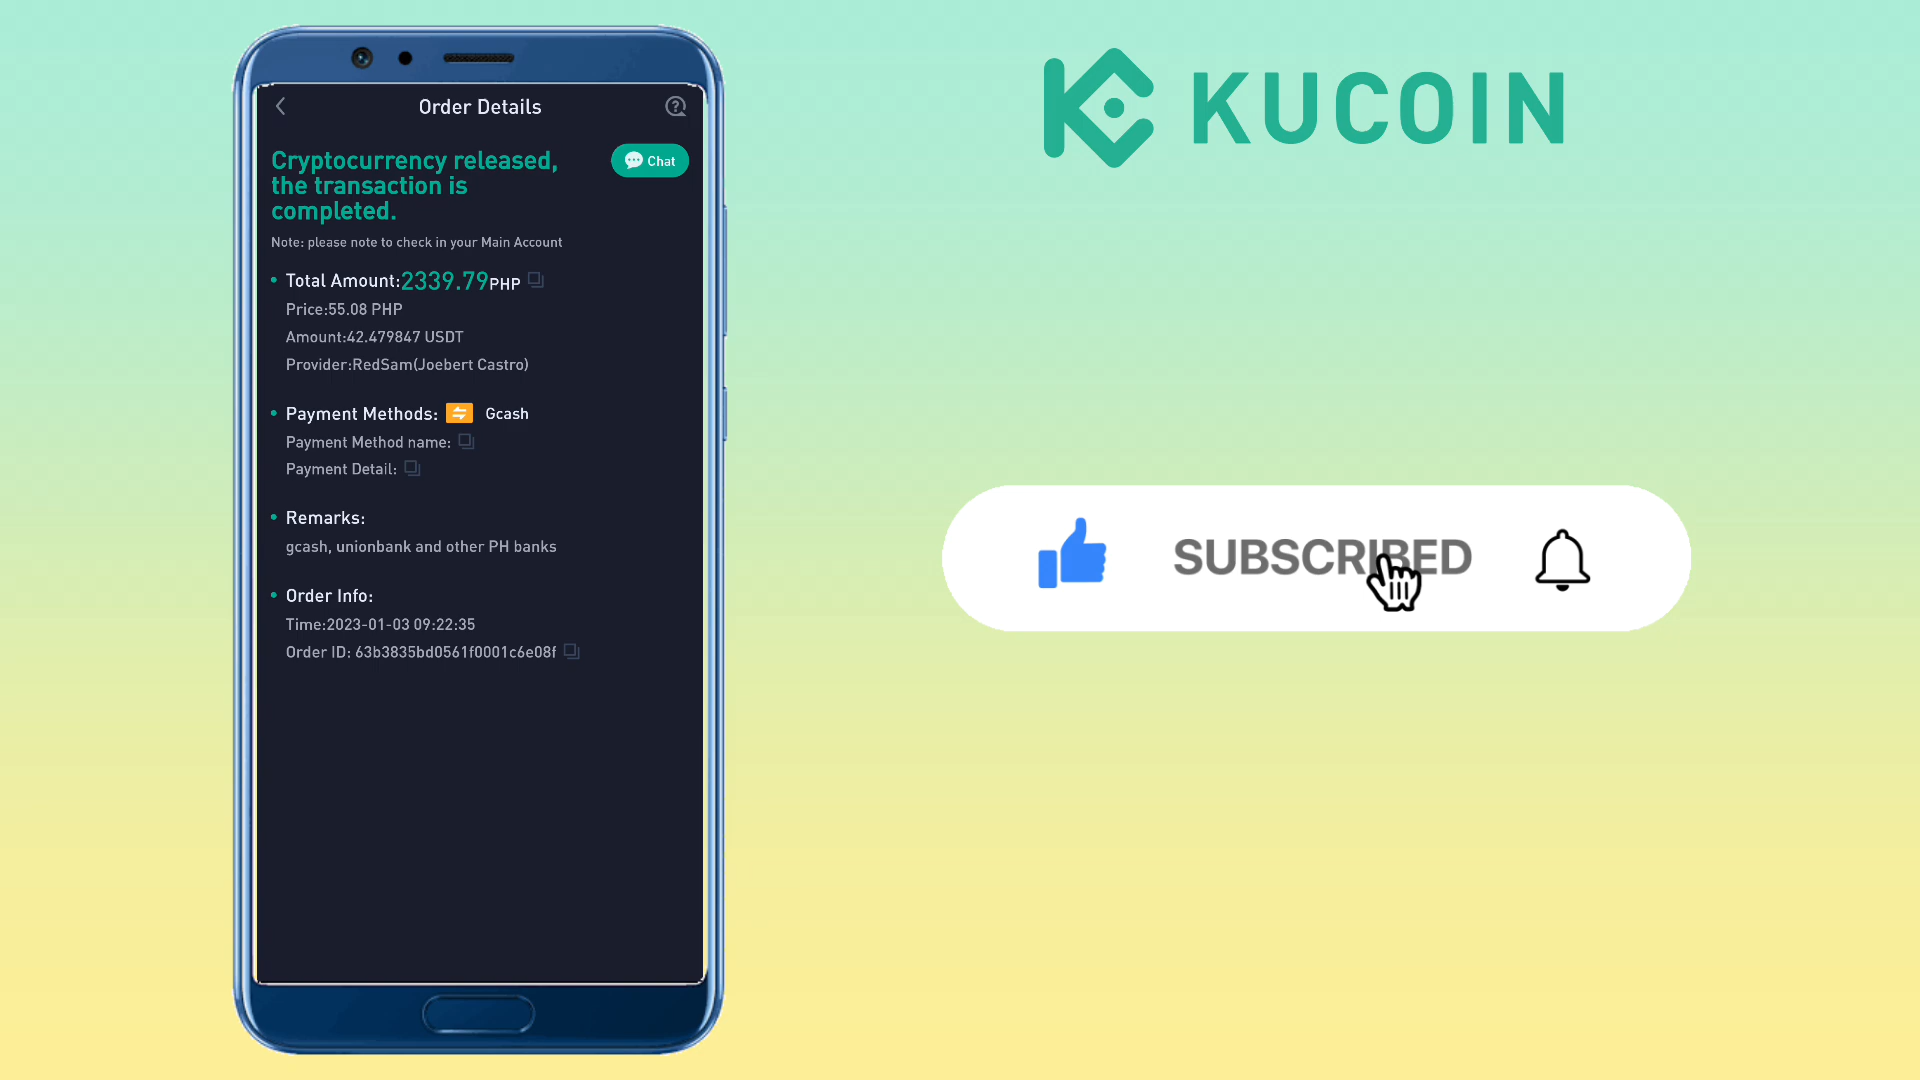 Order Details
Cryptocurrency released,
the transaction is
completed.
Chat
Note: please note to check in your Main Account
Total Amount:2339.79PHP
Price:55.08 PHP
Amount:42.479847 USDT
Provider:RedSam(Joebert Castro)
Payment Methods: Gcash
Payment Method name:
Payment Detail:
Remarks:
gcash, unionbank and other PH banks
Order Info:
Time:2023-01-03 09:22:35
Order ID: 63b3835bd0561f0001c6e08f
KUCOIN
SUBSCRIBED